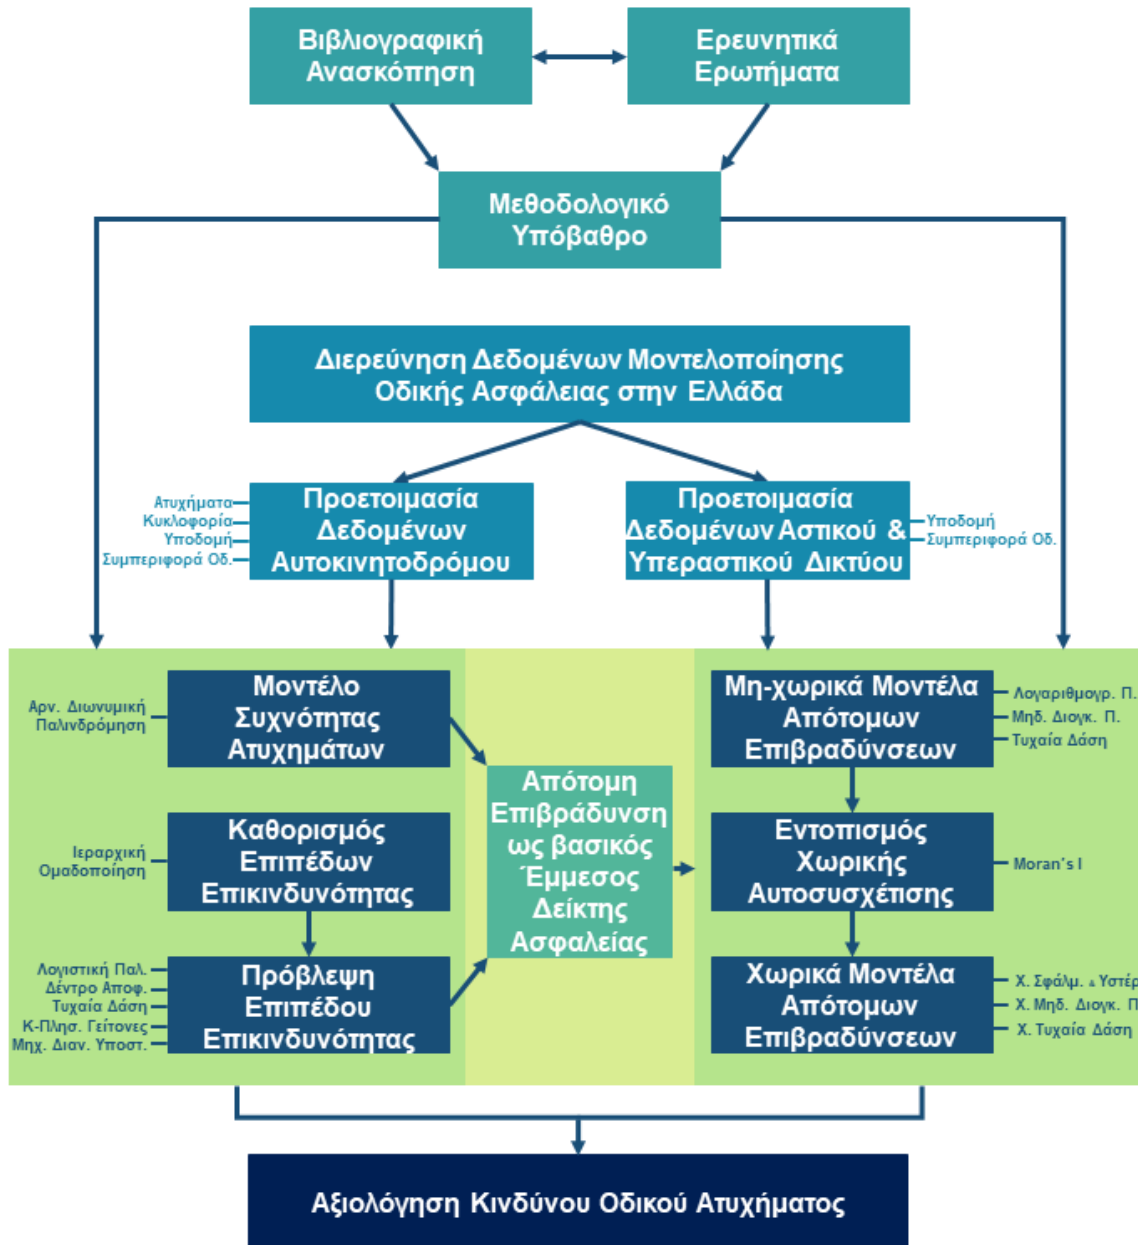 Βιβλιογραφική
Ανασκόπηση
Ερευνητικά
Ερωτήματα
Μεθοδολογικό
Υπόβαθρο
Διερεύνηση Δεδομένων Μοντελοποίησης
Οδικής Ασφάλειας στην Ελλάδα
Ατυχήματα
Κυκλοφορία
Υποδομή
Συμπεριφορά Οδ.
Προετοιμασία
Δεδομένων
Αυτοκινητοδρόμου
Προετοιμασία
Δεδομένων Αστικού &
Υπεραστικού Δικτύου
Υποδομή
Συμπεριφορά Οδ.
Αρν. Διωνυμική
Παλινδρόμηση
Μοντέλο
Συχνότητας
Ατυχημάτων
Ιεραρχική
Ομαδοποίηση
Καθορισμός
Επιπέδων
Επικινδυνότητας
Λογιστική Παλ.
Δέντρο Αποφ.
Τυχαία Δάση
Κ-Πλησ. Γείτονες
Μηχ. Διαν. Υποστ.
Πρόβλεψη
Επιπέδου
Επικινδυνότητας
Απότομη
Επιβράδυνση
ως βασικός
Έμμεσος
Δείκτης
Ασφαλείας
Μη-χωρικά Μοντέλα
Απότομων
Επιβραδύνσεων
Λογαριθμογρ. Π.
Μηδ. Διογκ. Π.
Τυχαία Δάση
Εντοπισμός
Χωρικής
Αυτοσυσχέτισης
Moran's I
Χωρικά Μοντέλα
Απότομων
Επιβραδύνσεων
Χ. Σφάλμ. & Υστέρ
Χ. Μηδ. Διογκ. Π
Χ. Τυχαία Δάση
Αξιολόγηση Κινδύνου Οδικού Ατυχήματος